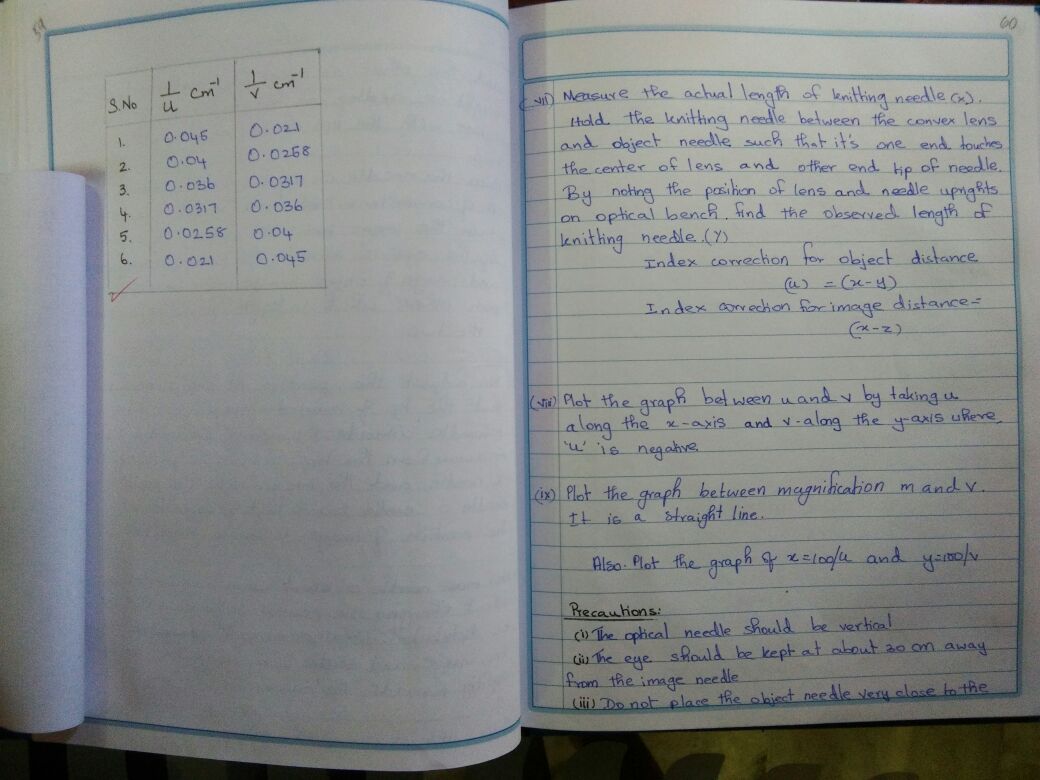 59
S.No 1/u cm⁻¹ 1/v cm⁻¹
1. 0.045 0.021
2. 0.04 0.0258
3. 0.036 0.0317
4. 0.0317 0.036
5. 0.0258 0.04
6. 0.021 0.045
60
(vii) Measure the actual length of knitting needle (x).
Hold the knitting needle between the convex lens
and object needle such that it's one end touches
the center of lens and other end tip of needle.
By noting the position of lens and needle uprights
on optical bench. find the observed length of
knitting needle. (Y)
Index correction for object distance
(u) = (x-y)
Index correction for image distance=
(x-z)
(viii) Plot the graph between u and v by taking u
along the x-axis and v-along the y-axis where,
'u' is negative.
(ix) Plot the graph between magnification m and v.
It is a straight line.
Also. Plot the graph of x=100/u and y=100/v
Precautions:
(i) The optical needle should be vertical
(ii) The eye should be kept at about 30 cm away
from the image needle
(iii) Do not place the object needle very close to the